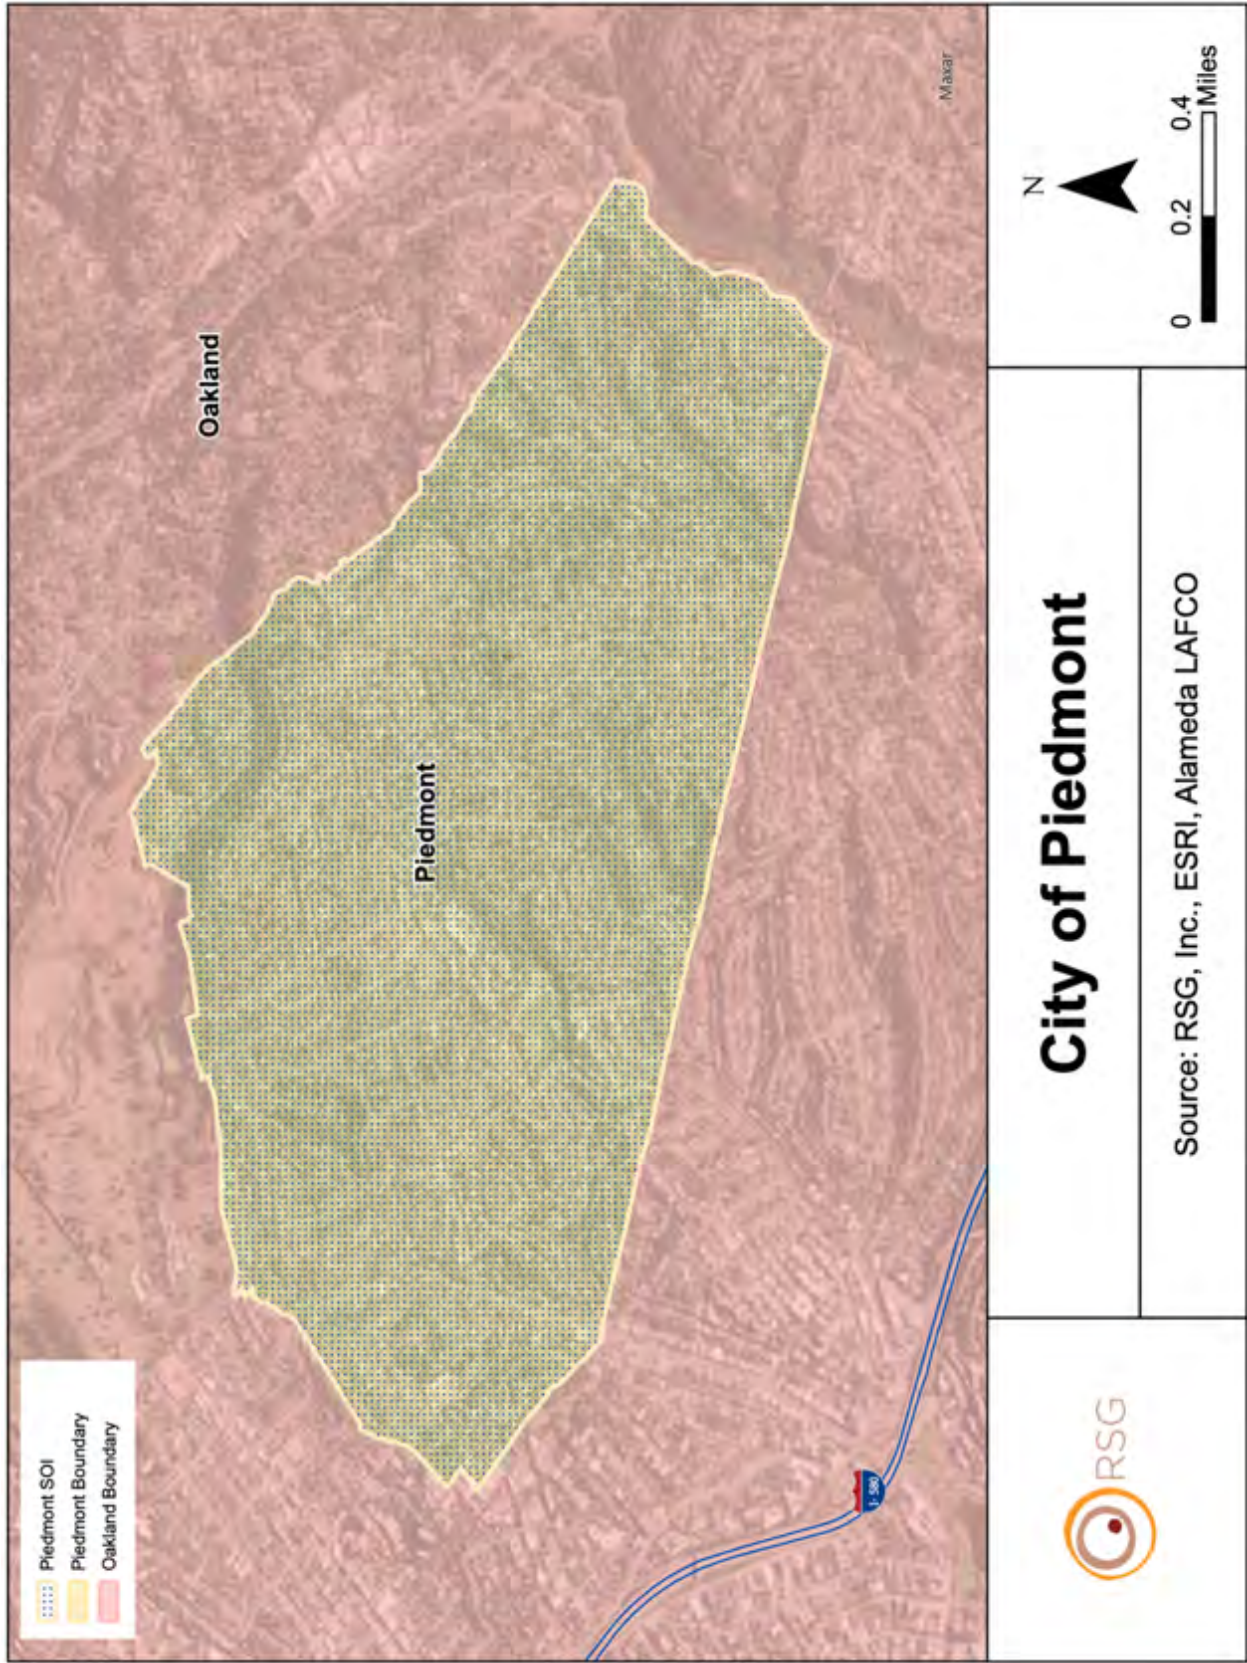 Piedmont SOI
Piedmont Boundary
Oakland Boundary
Oakland
Piedmont
I- 580
Maxar
RSG
City of Piedmont
Source: RSG, Inc., ESRI, Alameda LAFCO
N
0 0.2 0.4
Miles